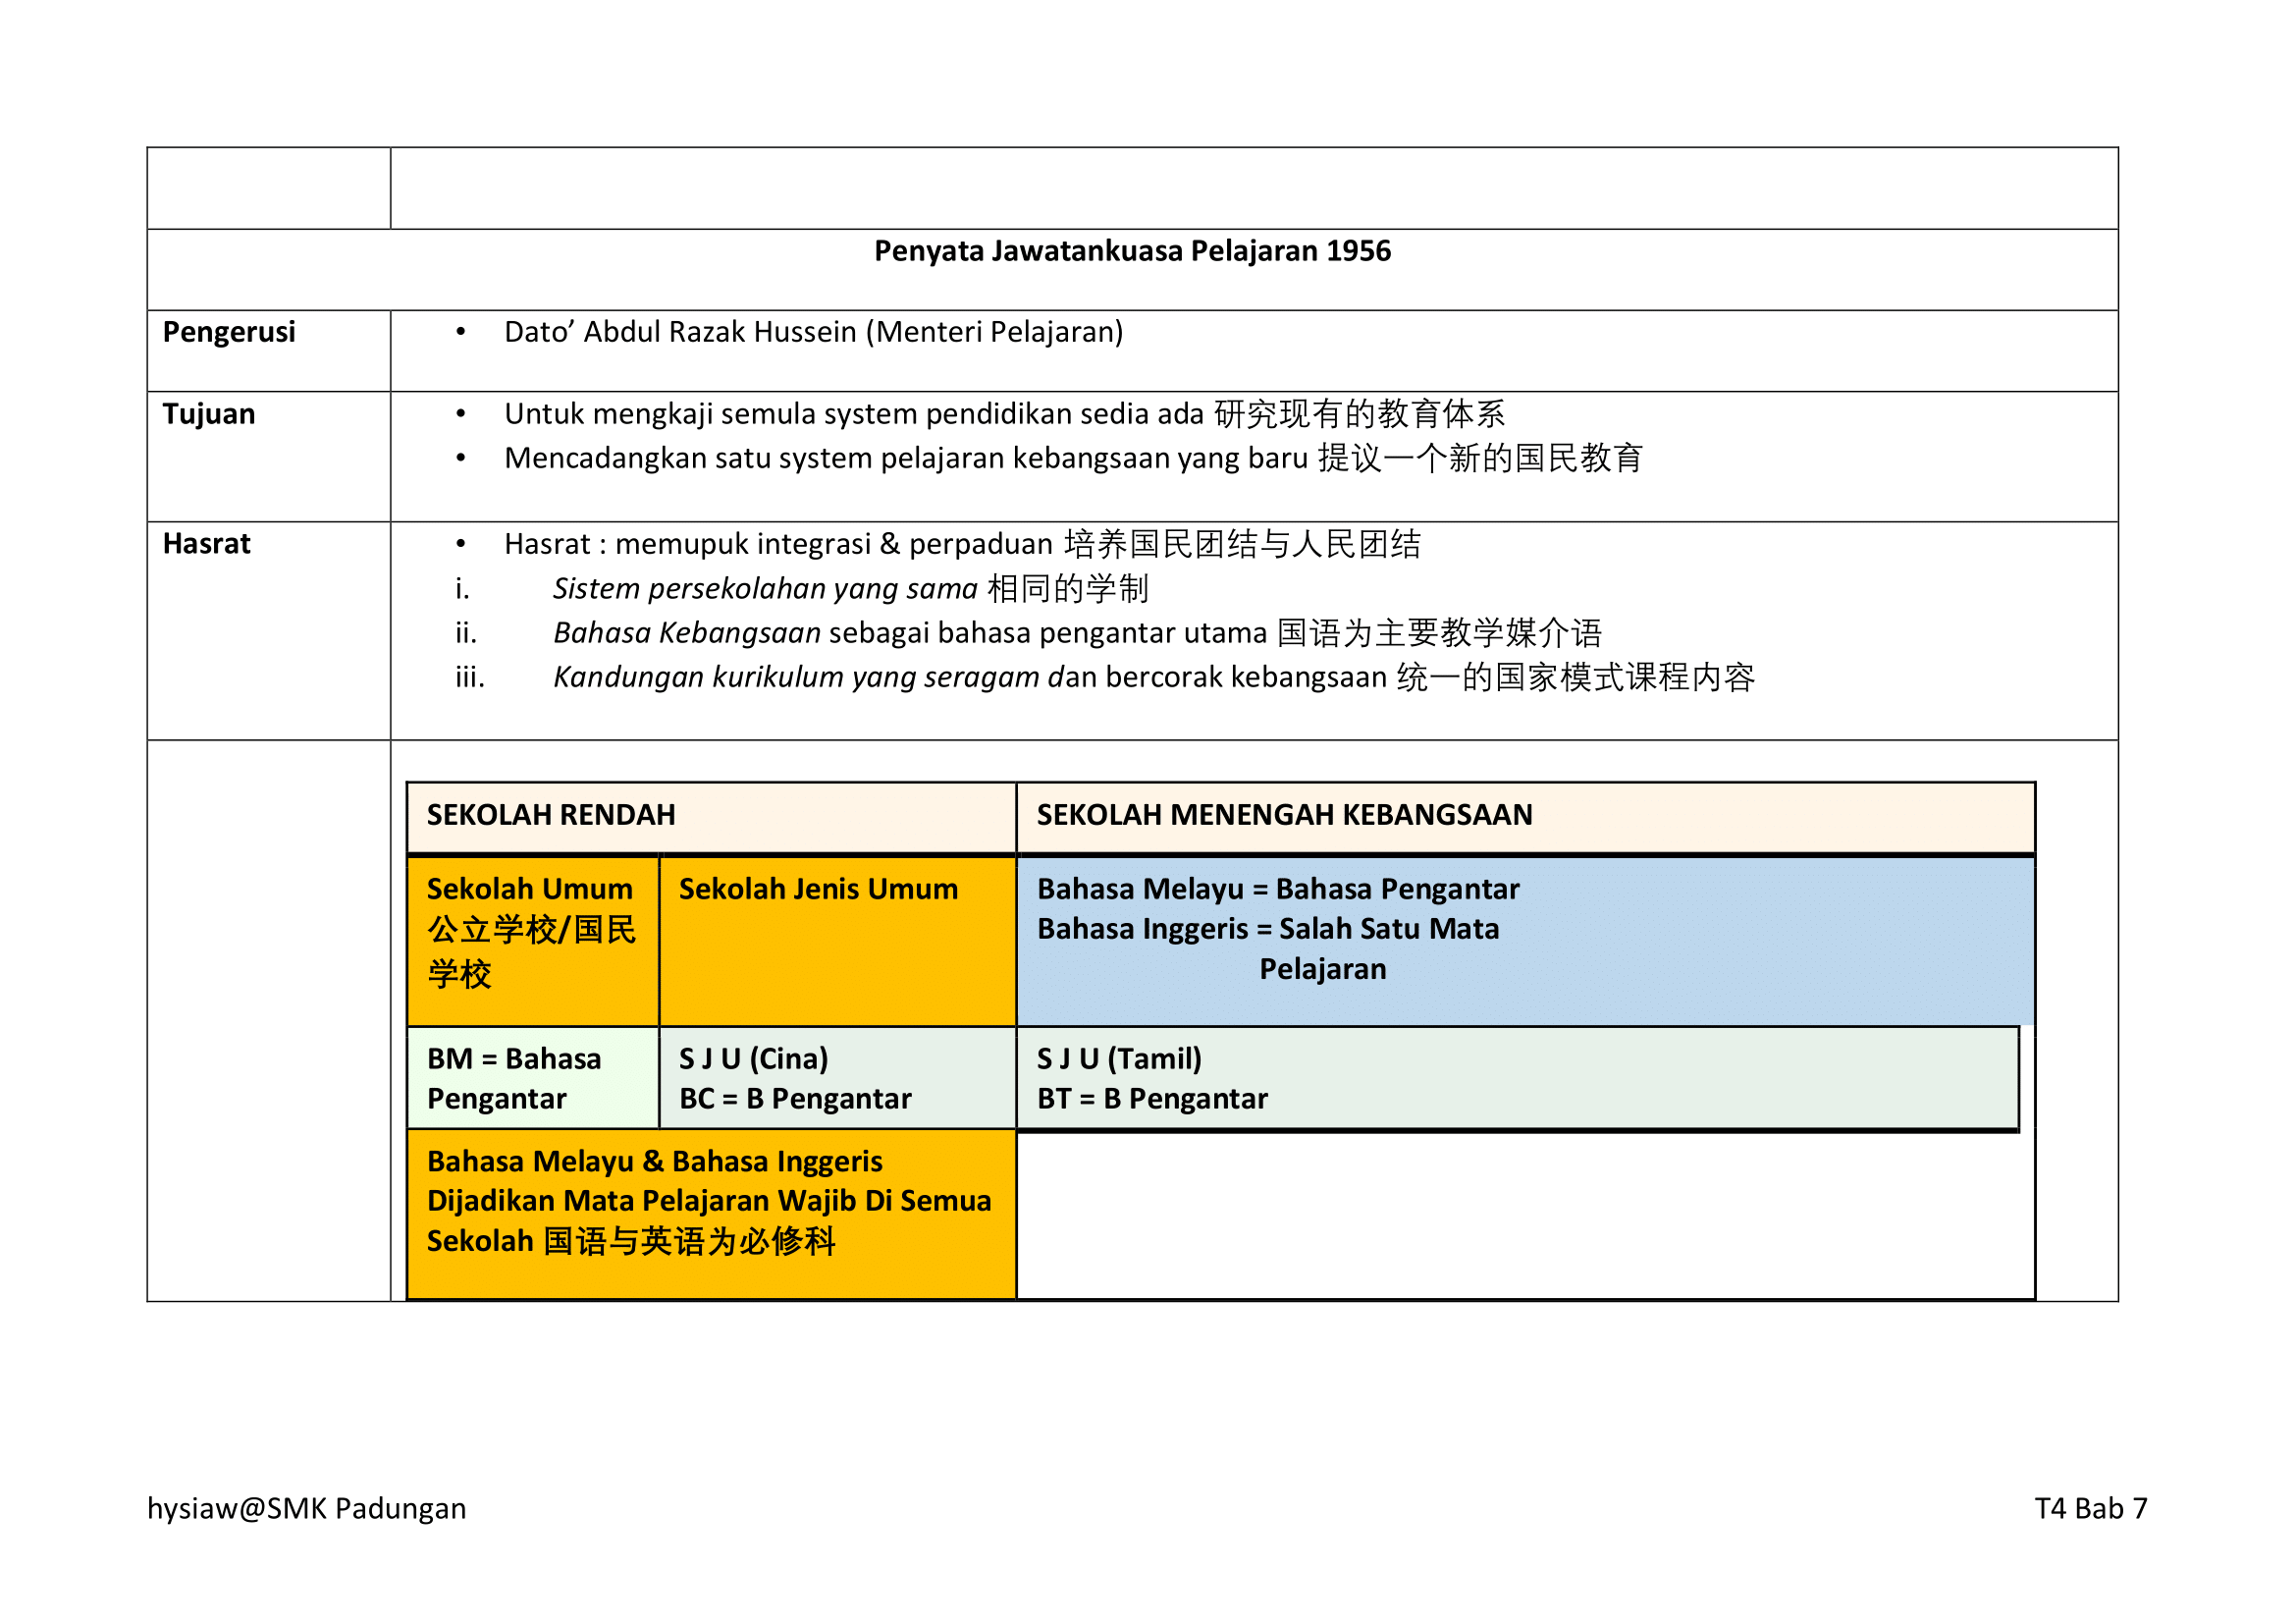 Penyata Jawatankuasa Pelajaran 1956
Pengerusi
• Dato’ Abdul Razak Hussein (Menteri Pelajaran)
Tujuan
• Untuk mengkaji semula system pendidikan sedia ada 研究现有的教育体系
• Mencadangkan satu system pelajaran kebangsaan yang baru 提议一个新的国民教育
Hasrat
• Hasrat : memupuk integrasi & perpaduan 培养国民团结与人民团结
i. Sistem persekolahan yang sama 相同的学制
ii. Bahasa Kebangsaan sebagai bahasa pengantar utama 国语为主要教学媒介语
iii. Kandungan kurikulum yang seragam dan bercorak kebangsaan 统一的国家模式课程内容
SEKOLAH RENDAH
SEKOLAH MENENGAH KEBANGSAAN
Sekolah Umum
公立学校/国民
学校
Sekolah Jenis Umum
Bahasa Melayu = Bahasa Pengantar
Bahasa Inggeris = Salah Satu Mata
Pelajaran
BM = Bahasa
Pengantar
S J U (Cina)
BC = B Pengantar
S J U (Tamil)
BT = B Pengantar
Bahasa Melayu & Bahasa Inggeris
Dijadikan Mata Pelajaran Wajib Di Semua
Sekolah 国语与英语为必修科
hysiaw@SMK Padungan
T4 Bab 7